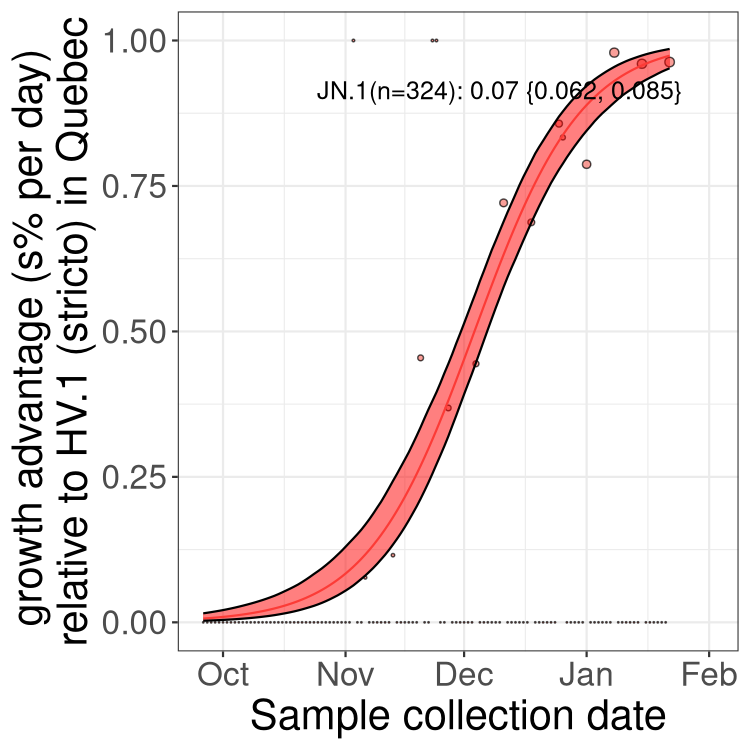 growth advantage (s% per day)
relative to HV.1 (stricto) in Quebec
1.00
0.75
0.50
0.25
0.00
JN.1(n=324): 0.07 {0.062, 0.085}
Oct Nov Dec Jan Feb
Sample collection date